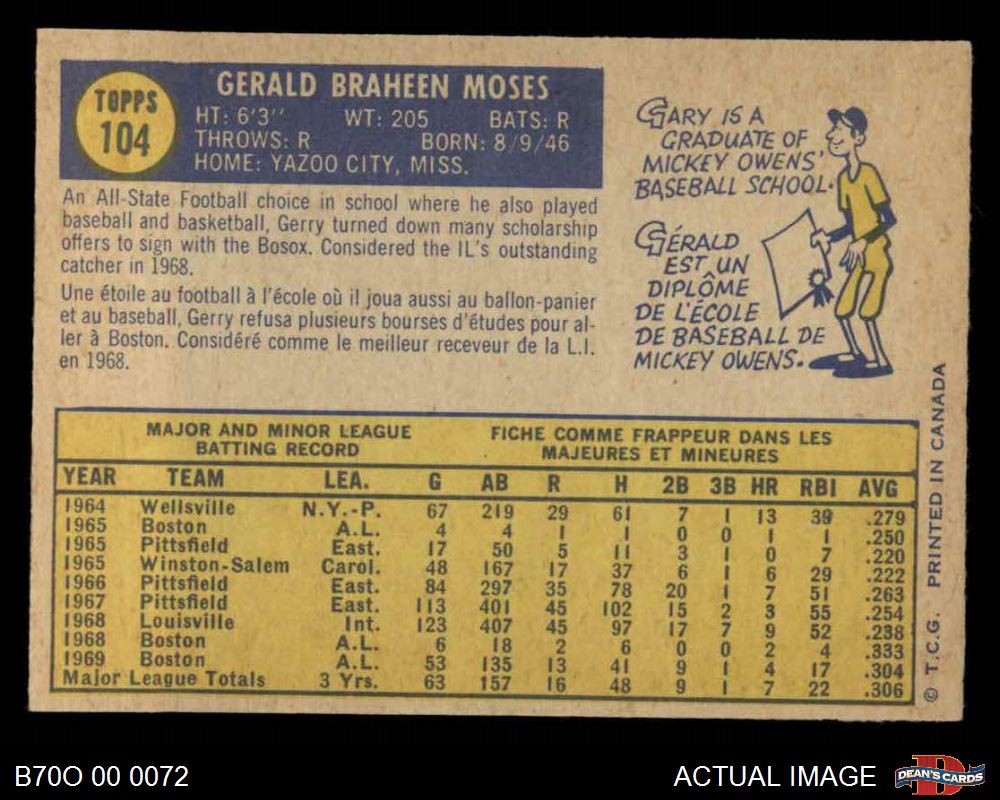 TOPPS
104
GERALD BRAHEEN MOSES
HT: 6'3'' WT: 205 BATS: R
THROWS: R BORN: 8/9/46
HOME: YAZOO CITY, MISS.
An All-State Football choice in school where he also played
baseball and basketball, Gerry turned down many scholarship
offers to sign with the Bosox. Considered the IL's outstanding
catcher in 1968.
Une étoile au football à l'école où il joua aussi au ballon-panier
et au baseball, Gerry refusa plusieurs bourses d'études pour al-
ler à Boston. Considéré comme le meilleur receveur de la L.I.
en 1968.
GARY IS A
GRADUATE OF
MICKEY OWENS'
BASEBALL SCHOOL.
GÉRALD
EST UN
DIPLÔME
DE L'ÉCOLE
DE BASEBALL DE
MICKEY OWENS.
MAJOR AND MINOR LEAGUE
BATTING RECORD
FICHE COMME FRAPPEUR DANS LES
MAJEURES ET MINEURES
YEAR TEAM LEA. G AB R H 2B 3B HR RBI AVG
1964 Wellsville N.Y.-P. 67 219 29 61 7 1 13 38 .279
1965 Boston A.L. 4 4 1 1 0 0 1 1 .250
1965 Pittsfield East. 17 50 5 11 3 1 0 7 .220
1965 Winston-Salem Carol. 48 167 17 37 6 1 6 29 .222
1966 Pittsfield East. 84 297 35 78 20 1 7 51 .263
1967 Pittsfield East. 113 401 45 102 15 2 3 55 .254
1968 Louisville Int. 123 407 45 97 17 7 9 52 .238
1968 Boston A.L. 6 18 2 6 0 0 2 4 .333
1969 Boston A.L. 53 135 13 41 9 1 4 17 .304
Major League Totals 3 Yrs. 63 157 16 48 9 1 7 22 .306
© T.C.G. PRINTED IN CANADA
B70O 00 0072
ACTUAL IMAGE
D
DEAN'S CARDS